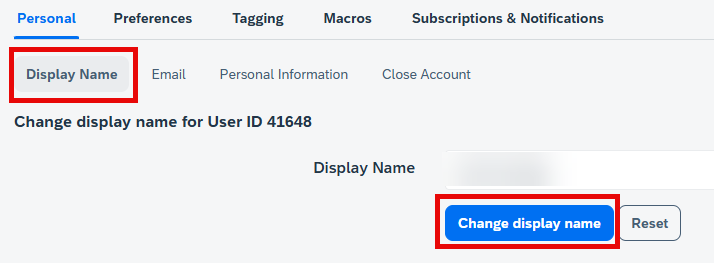 Personal Preferences Tagging Macros Subscriptions & Notifications
Display Name Email Personal Information Close Account
Change display name for User ID 41648
Display Name
Change display name Reset